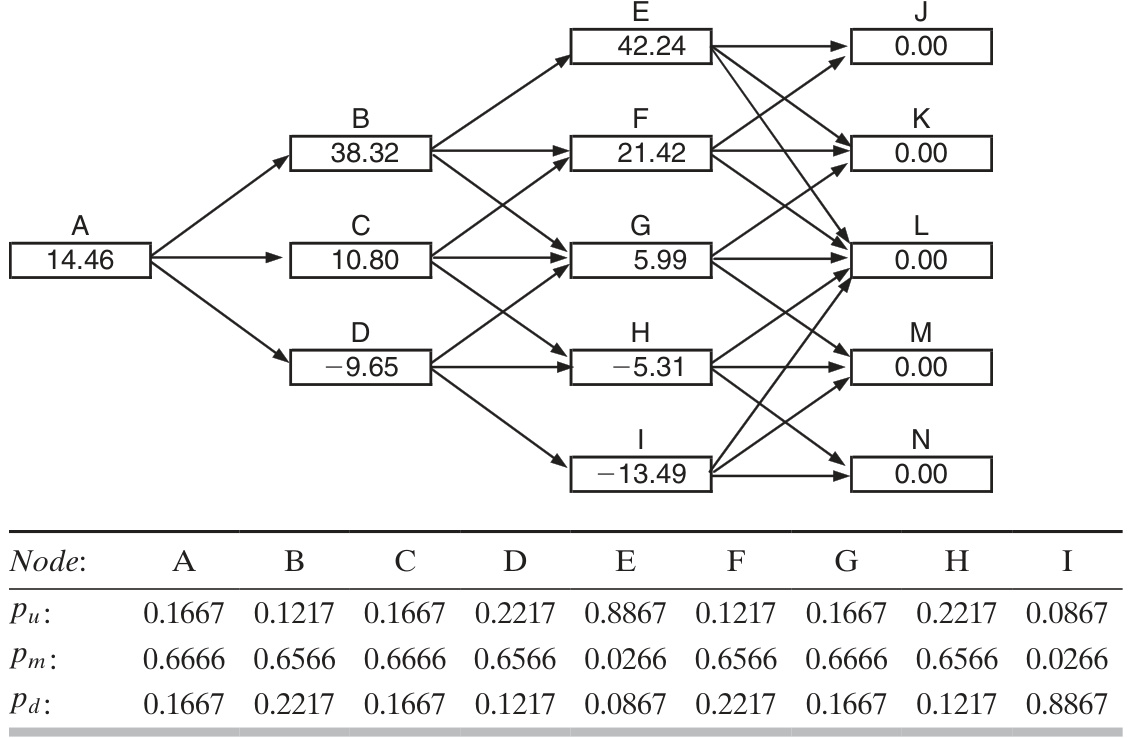 E J
42.24 0.00
B F K
38.32 21.42 0.00
A C G L
14.46 10.80 5.99 0.00
D H M
−9.65 −5.31 0.00
I N
−13.49 0.00
Node: A B C D E F G H I
pu: 0.1667 0.1217 0.1667 0.2217 0.8867 0.1217 0.1667 0.2217 0.0867
pm: 0.6666 0.6566 0.6666 0.6566 0.0266 0.6566 0.6666 0.6566 0.0266
pd: 0.1667 0.2217 0.1667 0.1217 0.0867 0.2217 0.1667 0.1217 0.8867